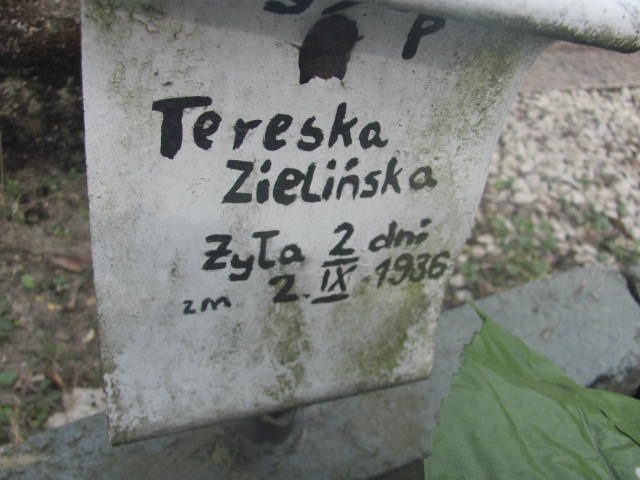 P
Tereska
Zielińska
Żyła 2 dni
zm 2. IX. 1936